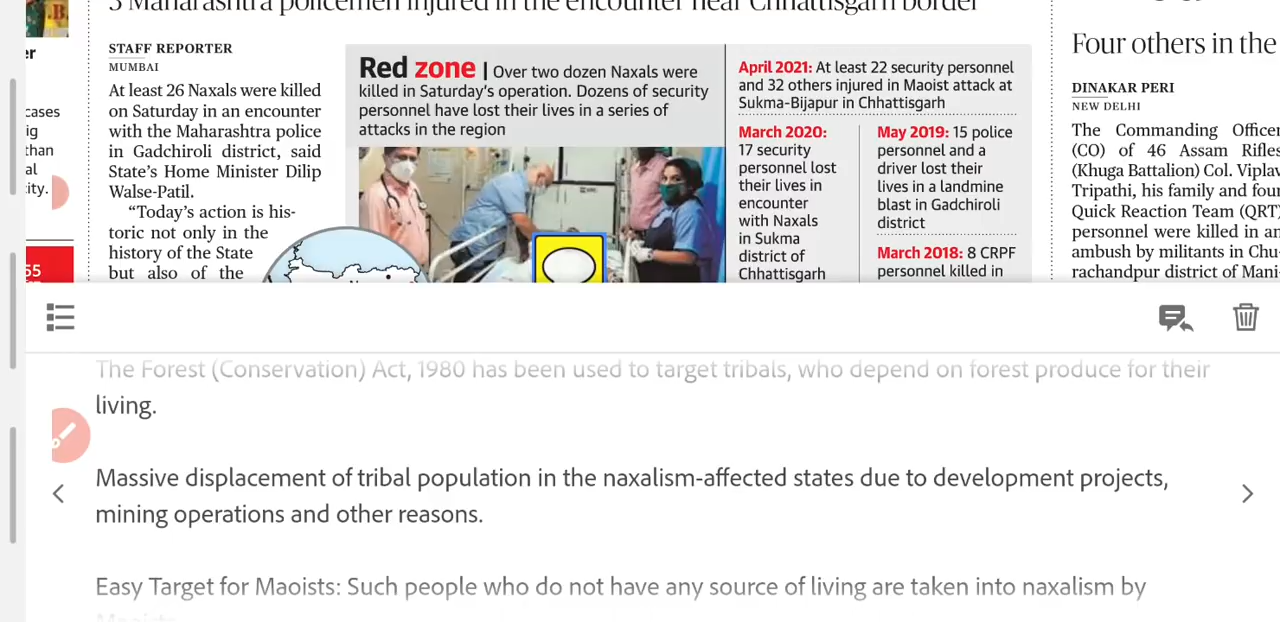 3 Maharashtra policemen injured in the encounter near Chhattisgarh border
STAFF REPORTER
MUMBAI
At least 26 Naxals were killed
on Saturday in an encounter
with the Maharashtra police
in Gadchiroli district, said
State's Home Minister Dilip
Walse-Patil.
"Today's action is his-
toric not only in the
history of the State
but also of the
Red zone | Over two dozen Naxals were
killed in Saturday's operation. Dozens of security
personnel have lost their lives in a series of
attacks in the region
April 2021: At least 22 security personnel
and 32 others injured in Maoist attack at
Sukma-Bijapur in Chhattisgarh
March 2020:
17 security
personnel lost
their lives in
encounter
with Naxals
in Sukma
district of
Chhattisgarh
May 2019: 15 police
personnel and a
driver lost their
lives in a landmine
blast in Gadchiroli
district
March 2018: 8 CRPF
personnel killed in
Four others in the
DINAKAR PERI
NEW DELHI
The Commanding Officer
(CO) of 46 Assam Rifles
(Khuga Battalion) Col. Viplav
Tripathi, his family and four
Quick Reaction Team (QRT)
personnel were killed in an
ambush by militants in Chu-
rachandpur district of Mani-
er
cases
ig
than
al
city.
55
The Forest (Conservation) Act, 1980 has been used to target tribals, who depend on forest produce for their
living.
Massive displacement of tribal population in the naxalism-affected states due to development projects,
mining operations and other reasons.
Easy Target for Maoists: Such people who do not have any source of living are taken into naxalism by